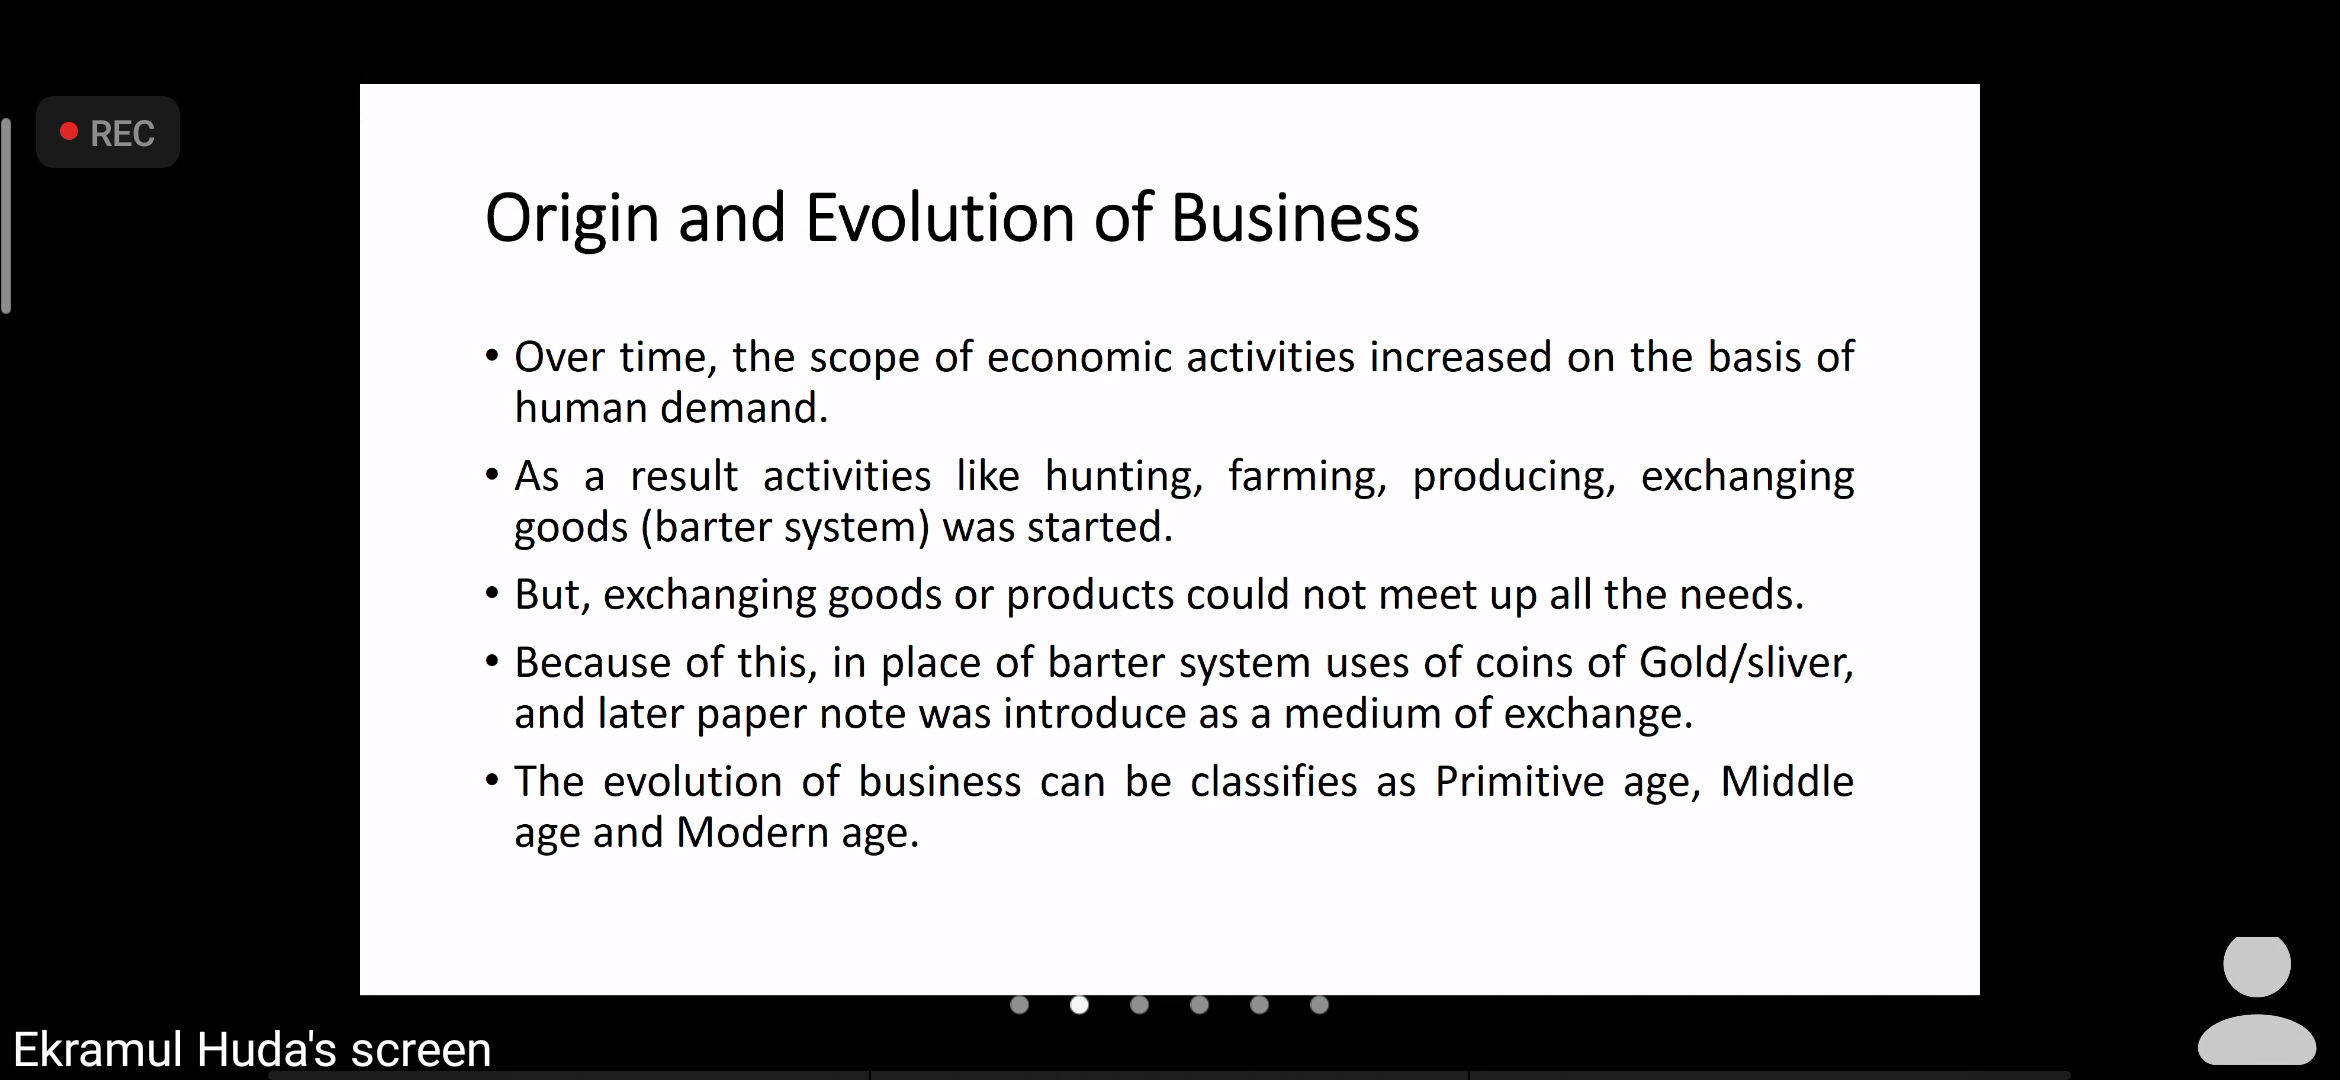 REC
Origin and Evolution of Business
• Over time, the scope of economic activities increased on the basis of
human demand.
• As a result activities like hunting, farming, producing, exchanging
goods (barter system) was started.
• But, exchanging goods or products could not meet up all the needs.
• Because of this, in place of barter system uses of coins of Gold/sliver,
and later paper note was introduce as a medium of exchange.
• The evolution of business can be classifies as Primitive age, Middle
age and Modern age.
Ekramul Huda's screen